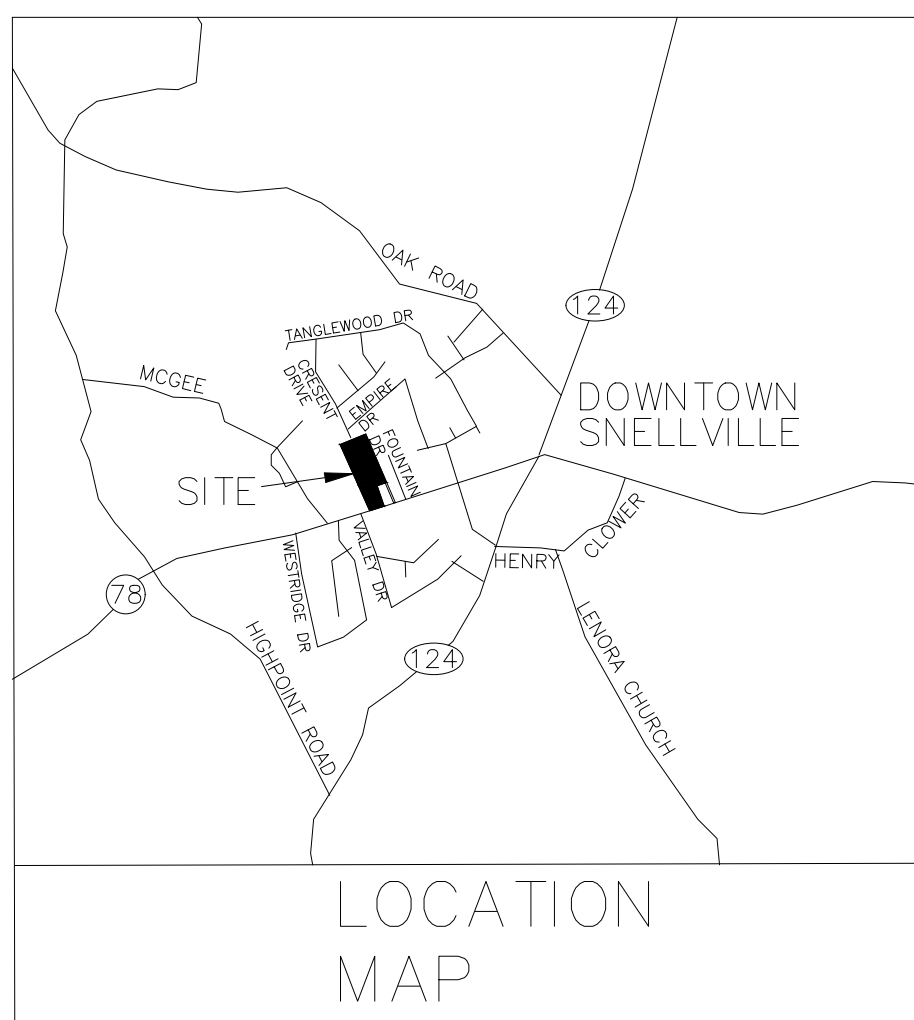 OAK ROAD
124
TANGLEWOOD DR
MCGEE
CRESENT
DRIVE
EMPIRE
DR
FOUNTAIN
DR
DOWNTOWN
SNELLVILLE
SITE
CLOWER
HENRY
VALLEY DR
WESTRIDGE DR
78
LENORA CHURCH
HIGHPOINT ROAD
124
LOCATION
MAP